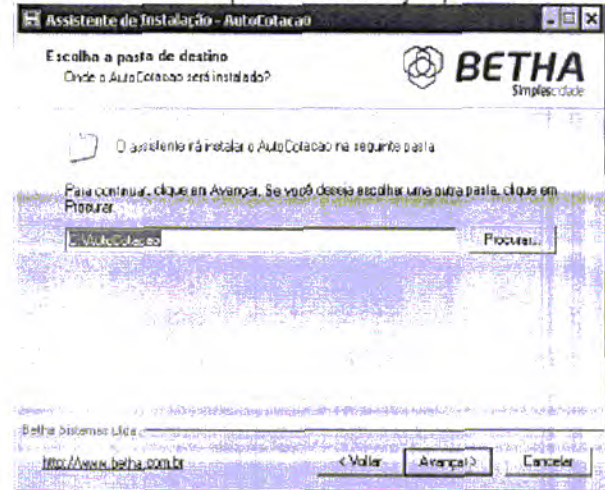 Assistente de Instalação - AutoCotacao
Escolha a pasta de destino
Onde o AutoCotacao será instalado?
BETHA
Simplescidade
O assistente irá instalar o AutoCotacao na seguinte pasta
Para continuar, clique em Avançar. Se você deseja escolher uma outra pasta, clique em
Procurar.
C:\AutoCotacao
Procurar...
Betha Sistemas Ltda.
http://www.betha.com.br
< Voltar
Avançar >
Cancelar